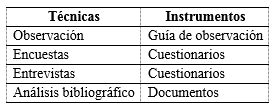 Técnicas Instrumentos
Observación Guía de observación
Encuestas Cuestionarios
Entrevistas Cuestionarios
Análisis bibliográfico Documentos